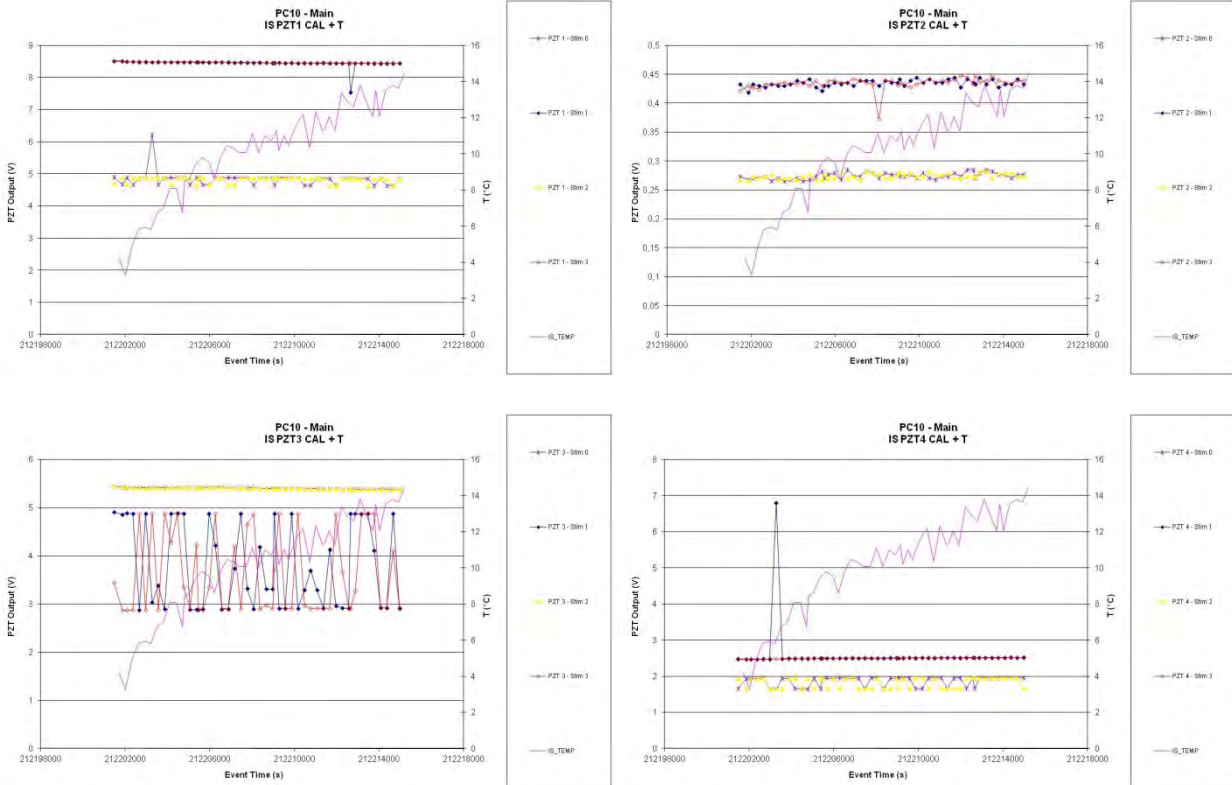 PC10 - Main
IS PZT1 CAL + T
PZT Output (V)
9
8
7
6
5
4
3
2
1
0
16
14
12
10
8
6
4
2
0
T (°C)
212198000 212202000 212206000 212210000 212214000 212218000
Event Time (s)
PZT 1 - Stim 0
PZT 1 - Stim 1
PZT 1 - Stim 2
PZT 1 - Stim 3
IS_TEMP
PC10 - Main
IS PZT2 CAL + T
PZT Output (V)
0,5
0,45
0,4
0,35
0,3
0,25
0,2
0,15
0,1
0,05
0
16
14
12
10
8
6
4
2
0
T (°C)
212198000 212202000 212206000 212210000 212214000 212218000
Event Time (s)
PZT 2 - Stim 0
PZT 2 - Stim 1
PZT 2 - Stim 2
PZT 2 - Stim 3
IS_TEMP
PC10 - Main
IS PZT3 CAL + T
PZT Output (V)
6
5
4
3
2
1
0
16
14
12
10
8
6
4
2
0
T (°C)
212198000 212202000 212206000 212210000 212214000 212218000
Event Time (s)
PZT 3 - Stim 0
PZT 3 - Stim 1
PZT 3 - Stim 2
PZT 3 - Stim 3
IS_TEMP
PC10 - Main
IS PZT4 CAL + T
PZT Output (V)
8
7
6
5
4
3
2
1
0
16
14
12
10
8
6
4
2
0
T (°C)
212198000 212202000 212206000 212210000 212214000 212218000
Event Time (s)
PZT 4 - Stim 0
PZT 4 - Stim 1
PZT 4 - Stim 2
PZT 4 - Stim 3
IS_TEMP